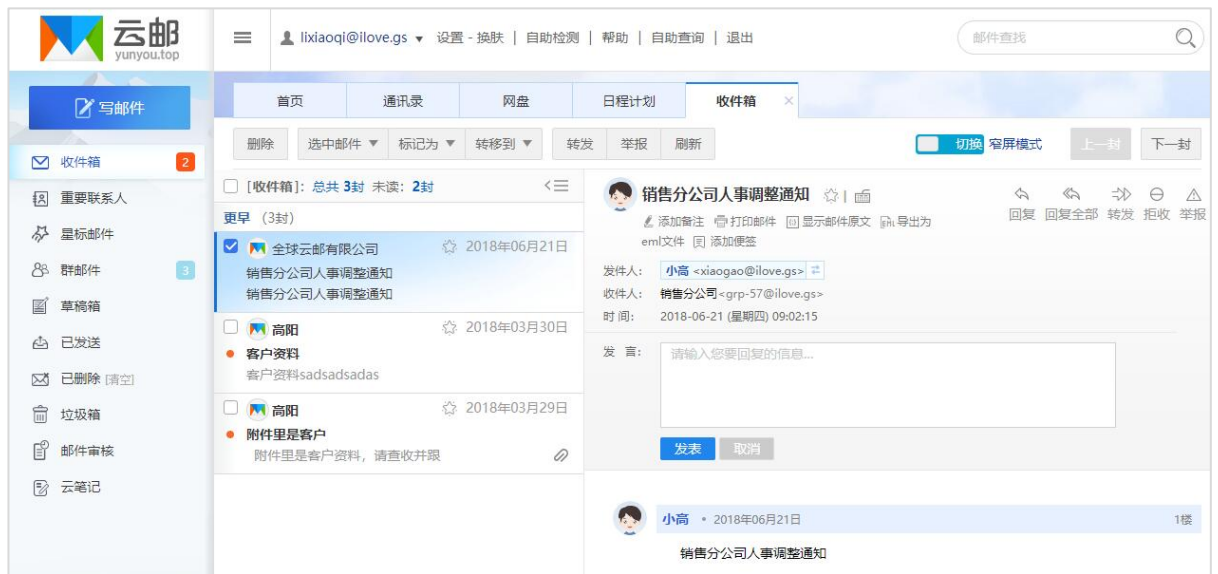 云邮
yunyou.top
lixiaoqi@ilove.gs ▼ 设置 - 换肤 | 自助检测 | 帮助 | 自助查询 | 退出
邮件查找
写邮件
收件箱 2
重要联系人
星标邮件
群邮件 3
草稿箱
已发送
已删除 [清空]
垃圾箱
邮件审核
云笔记
首页 通讯录 网盘 日程计划 收件箱 ×
删除 选中邮件 ▼ 标记为 ▼ 转移到 ▼ 转发 举报 刷新 切换 窄屏模式 上一封 下一封
[收件箱]: 总共 3封 未读: 2封
更早 (3封)
全球云邮有限公司 2018年06月21日
销售分公司人事调整通知
销售分公司人事调整通知
高阳 2018年03月30日
客户资料
客户资料sadsadsadas
高阳 2018年03月29日
附件里是客户
附件里是客户资料，请查收并跟
销售分公司人事调整通知
回复 回复全部 转发 拒收 举报
添加备注 打印邮件 显示邮件原文 导出为
eml文件 添加便签
发件人: 小高 <xiaogao@ilove.gs>
收件人: 销售分公司<grp-57@ilove.gs>
时 间: 2018-06-21 (星期四) 09:02:15
发 言: 请输入您要回复的信息...
发表 取消
小高 • 2018年06月21日 1楼
销售分公司人事调整通知